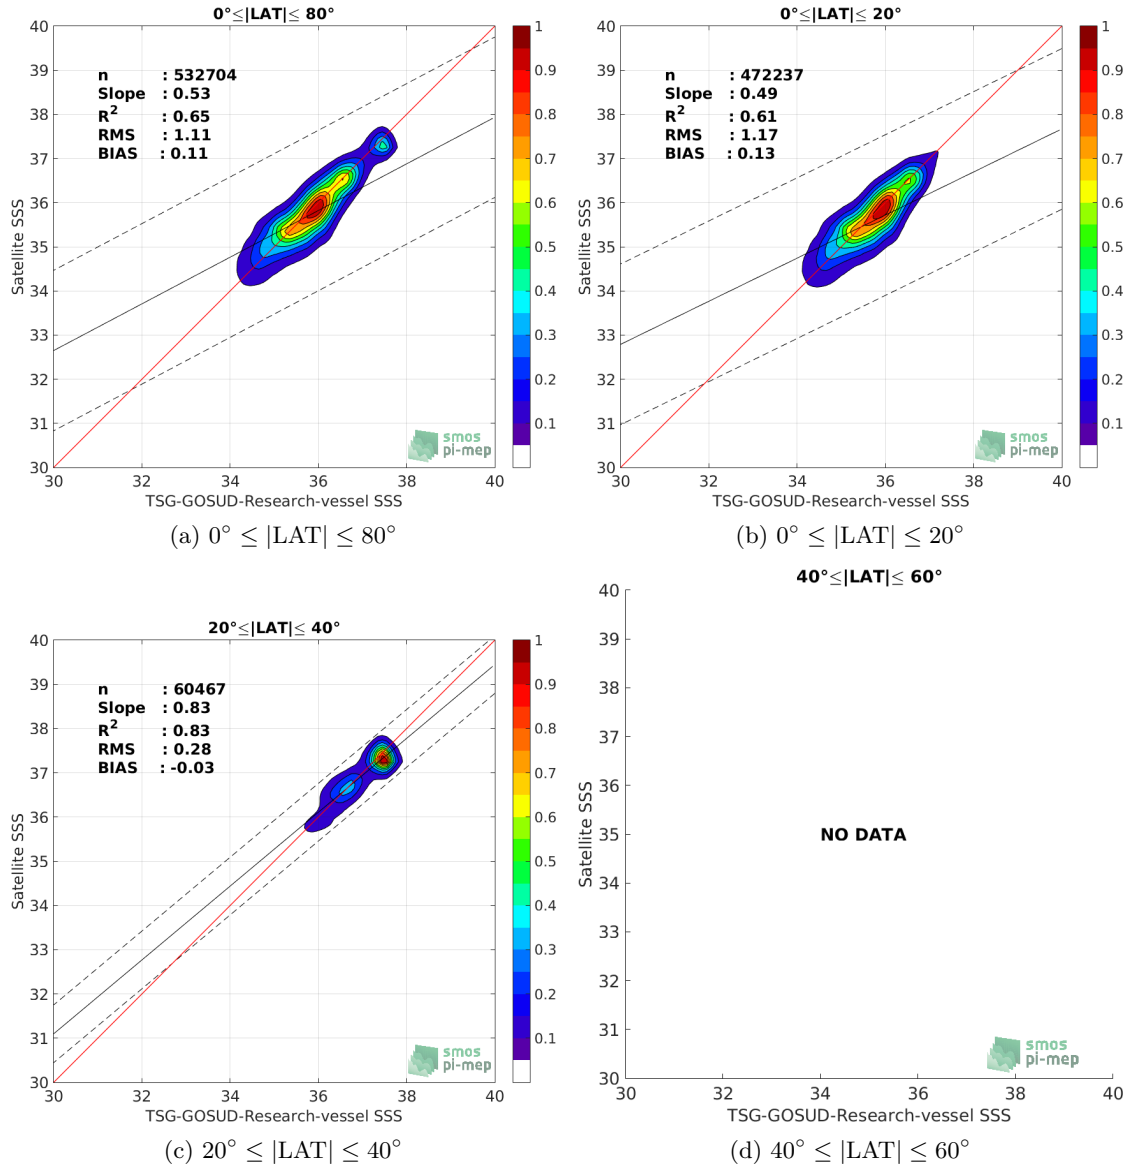 0°≤|LAT|≤ 80°
40
39
38
37
36
35
34
33
32
31
30
Satellite SSS
n : 532704
Slope : 0.53
R2 : 0.65
RMS : 1.11
BIAS : 0.11
smos
pi-mep
30 32 34 36 38 40
TSG-GOSUD-Research-vessel SSS
1
0.9
0.8
0.7
0.6
0.5
0.4
0.3
0.2
0.1
(a) 0° ≤ |LAT| ≤ 80°
0°≤|LAT|≤ 20°
40
39
38
37
36
35
34
33
32
31
30
Satellite SSS
n : 472237
Slope : 0.49
R2 : 0.61
RMS : 1.17
BIAS : 0.13
smos
pi-mep
30 32 34 36 38 40
TSG-GOSUD-Research-vessel SSS
1
0.9
0.8
0.7
0.6
0.5
0.4
0.3
0.2
0.1
(b) 0° ≤ |LAT| ≤ 20°
20°≤|LAT|≤ 40°
40
39
38
37
36
35
34
33
32
31
30
Satellite SSS
n : 60467
Slope : 0.83
R2 : 0.83
RMS : 0.28
BIAS : -0.03
smos
pi-mep
30 32 34 36 38 40
TSG-GOSUD-Research-vessel SSS
1
0.9
0.8
0.7
0.6
0.5
0.4
0.3
0.2
0.1
(c) 20° ≤ |LAT| ≤ 40°
40°≤|LAT|≤ 60°
40
39
38
37
36
35
34
33
32
31
30
Satellite SSS
NO DATA
smos
pi-mep
30 32 34 36 38 40
TSG-GOSUD-Research-vessel SSS
(d) 40° ≤ |LAT| ≤ 60°